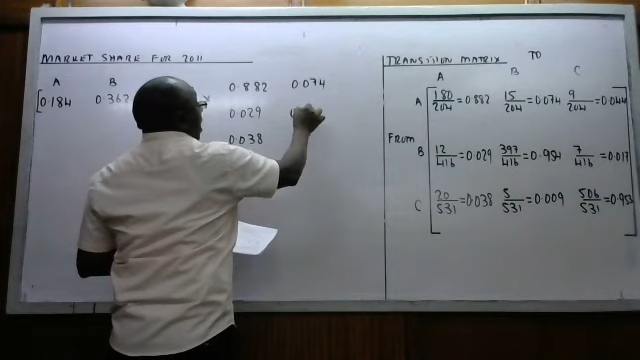 MARKET SHARE FOR 2011
A B
0.184 0.362
0.882 0.074
0.029
0.038
TRANSITION MATRIX TO
A B C
FROM
A 180/204 = 0.882 15/204 = 0.074 9/204 = 0.044
B 12/416 = 0.029 397/416 = 0.954 7/416 = 0.017
C 20/531 = 0.038 5/531 = 0.009 506/531 = 0.953